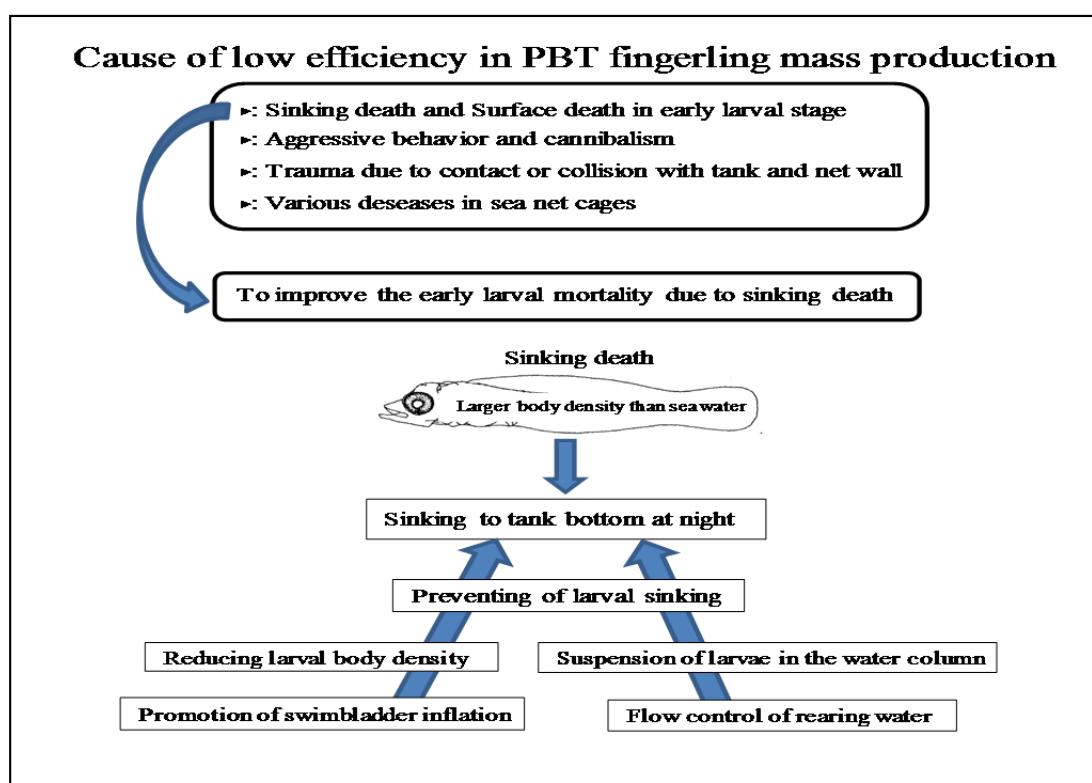 Cause of low efficiency in PBT fingerling mass production
►: Sinking death and Surface death in early larval stage
►: Aggressive behavior and cannibalism
►: Trauma due to contact or collision with tank and net wall
►: Various deseases in sea net cages
To improve the early larval mortality due to sinking death
Sinking death
Larger body density than sea water
Sinking to tank bottom at night
Preventing of larval sinking
Reducing larval body density
Suspension of larvae in the water column
Promotion of swimbladder inflation
Flow control of rearing water